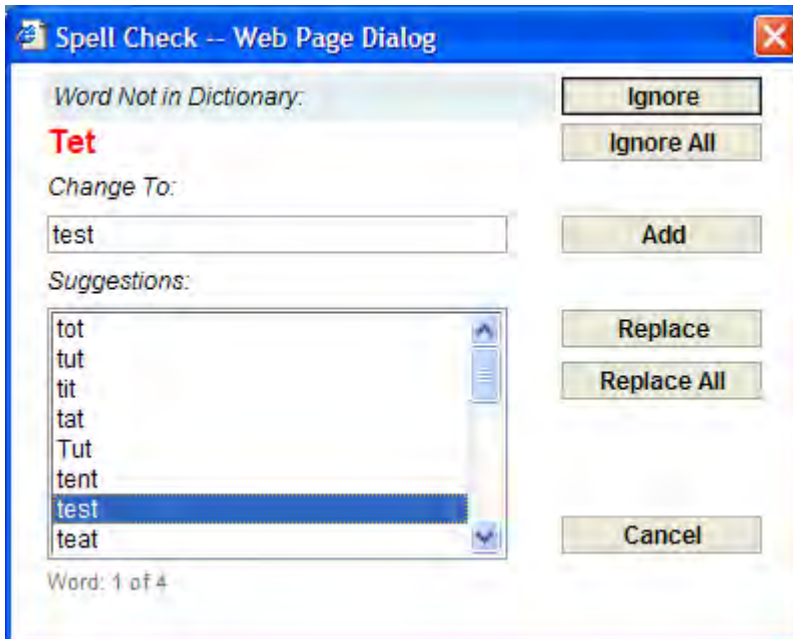 Spell Check -- Web Page Dialog
Word Not in Dictionary:
Ignore
Tet
Ignore All
Change To:
test
Add
Suggestions:
tot
tut
tit
tat
Tut
tent
test
teat
Replace
Replace All
Cancel
Word: 1 of 4